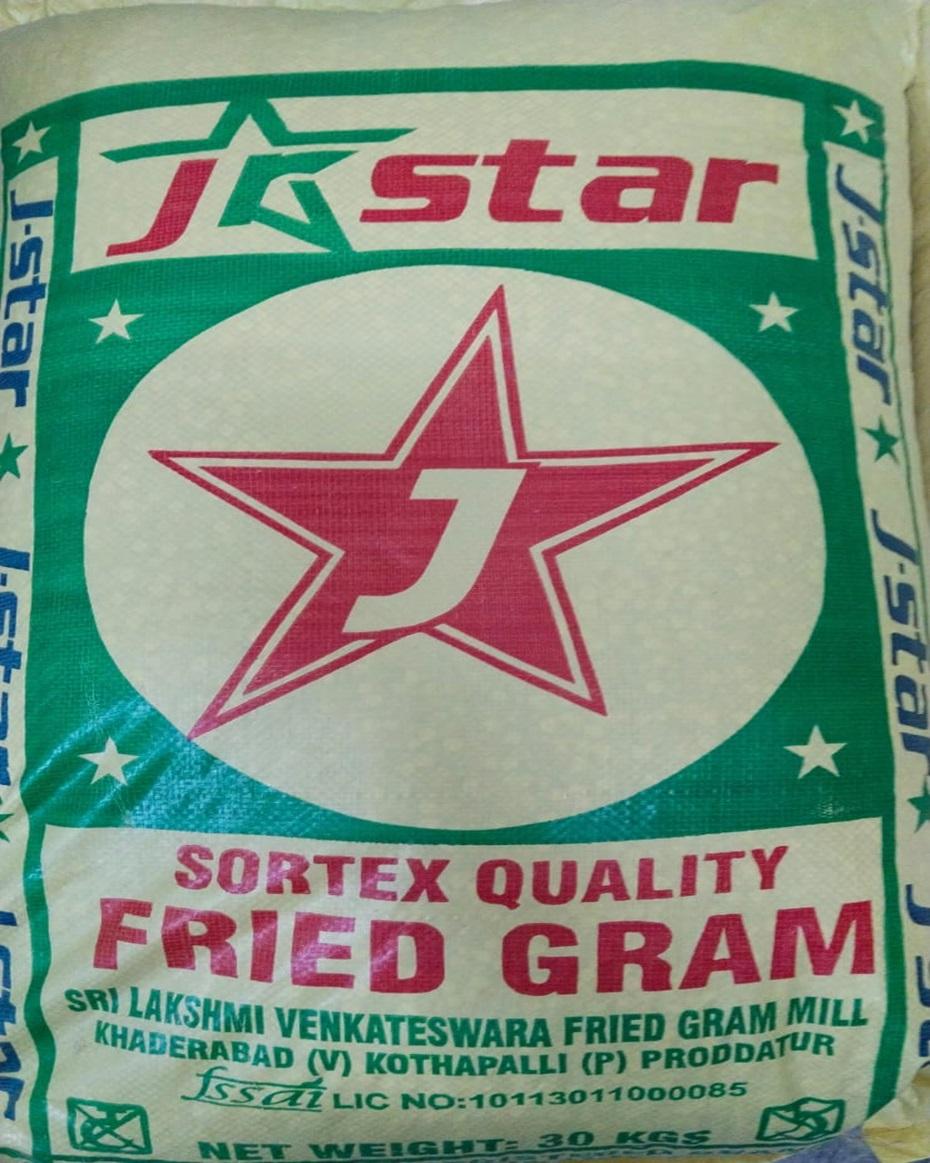 J star
J
SORTEX QUALITY
FRIED GRAM
SRI LAKSHMI VENKATESWARA FRIED GRAM MILL
KHADERABAD (V) KOTHAPALLI (P) PRODDATUR
fssai LIC NO:10113011000085
NET WEIGHT: 30 KGS
J·star
J·star
J·star
J·star
J·star